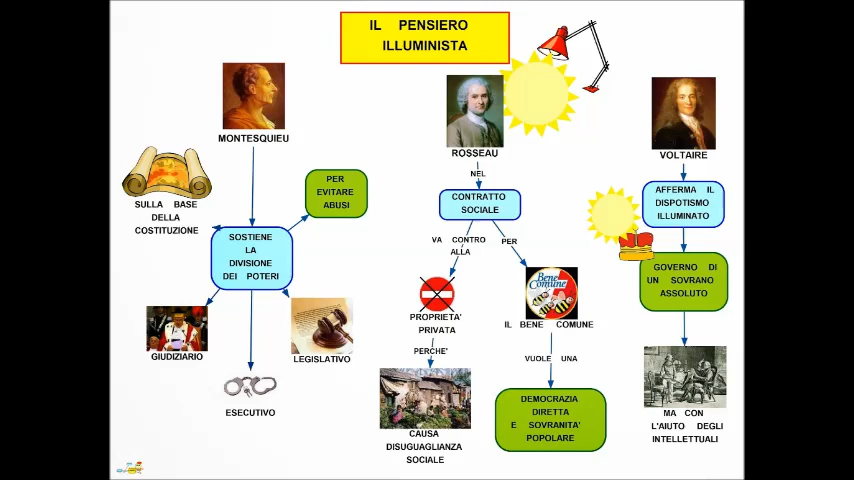 IL PENSIERO
ILLUMINISTA
MONTESQUIEU
SULLA BASE
DELLA
COSTITUZIONE
PER
EVITARE
ABUSI
SOSTIENE
LA
DIVISIONE
DEI POTERI
GIUDIZIARIO
ESECUTIVO
LEGISLATIVO
ROSSEAU
NEL
CONTRATTO
SOCIALE
VA CONTRO
ALLA
PROPRIETA'
PRIVATA
PERCHE'
CAUSA
DISUGUAGLIANZA
SOCIALE
PER
Bene
Comune
IL BENE COMUNE
VUOLE UNA
DEMOCRAZIA
DIRETTA
E SOVRANITA'
POPOLARE
VOLTAIRE
AFFERMA IL
DISPOTISMO
ILLUMINATO
GOVERNO DI
UN SOVRANO
ASSOLUTO
MA CON
L'AIUTO DEGLI
INTELLETTUALI